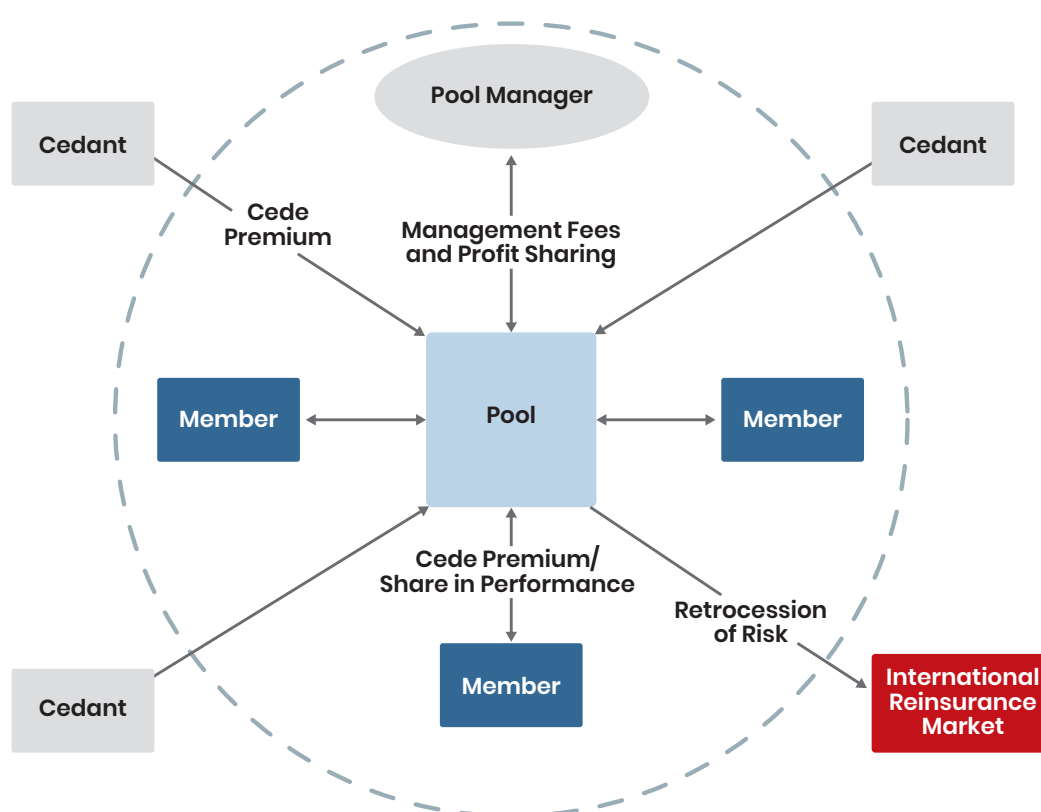 Pool Manager
Cedant
Cedant
Cede
Premium
Management Fees
and Profit Sharing
Member
Pool
Member
Cede Premium/
Share in Performance
Retrocession
of Risk
Member
Cedant
International
Reinsurance
Market